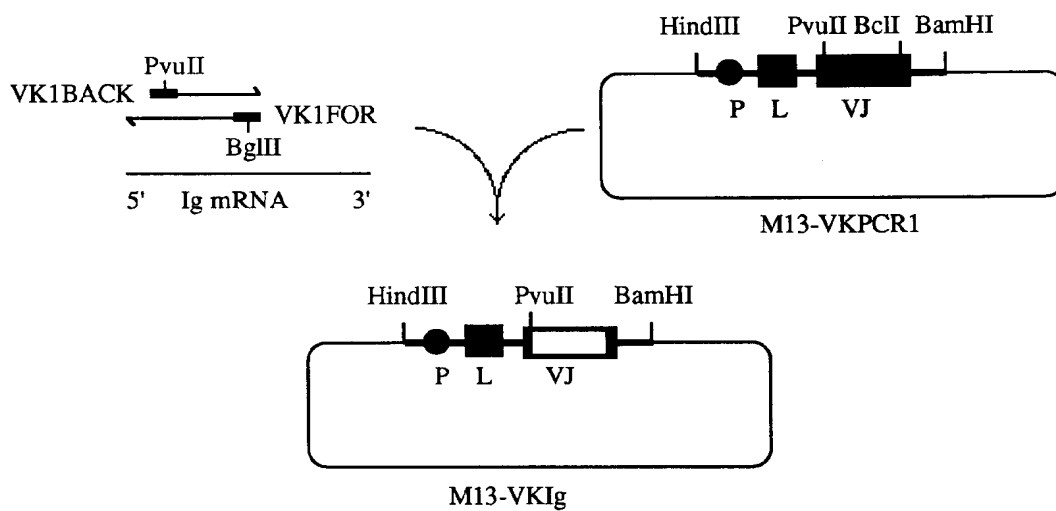 HindIII PvuII BclI BamHI
PvuII
VK1BACK
VK1FOR
BglII
P L VJ
5' Ig mRNA 3'
M13-VKPCR1
HindIII PvuII BamHI
P L VJ
M13-VKIg